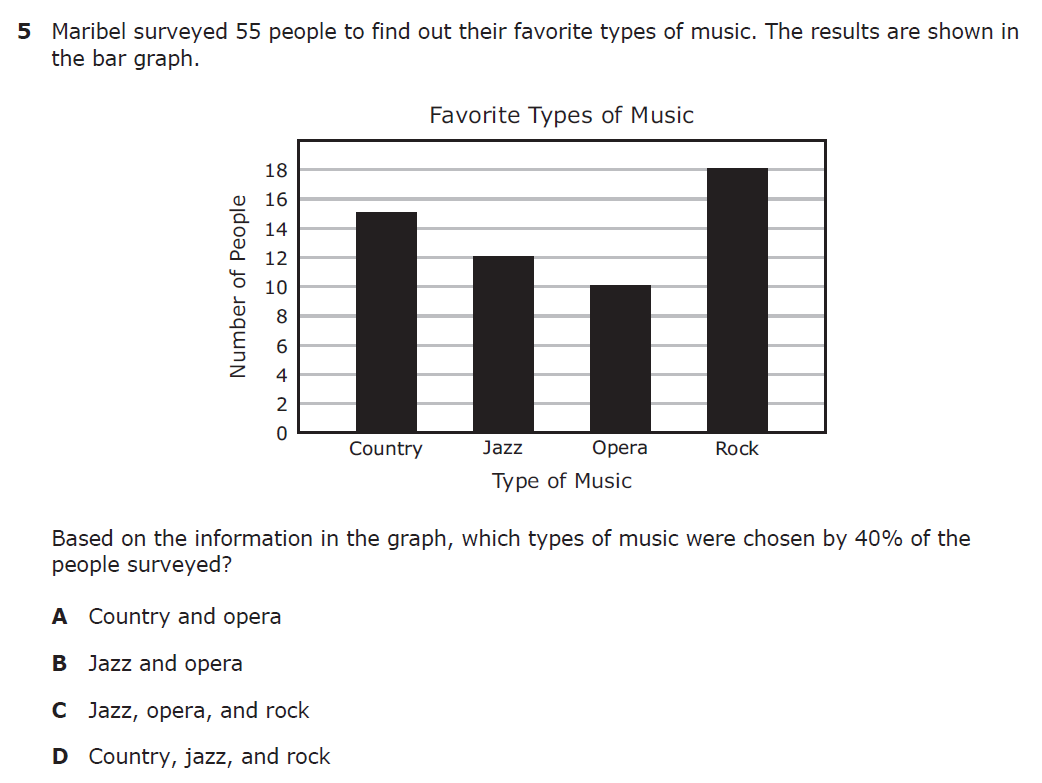 5 Maribel surveyed 55 people to find out their favorite types of music. The results are shown in
the bar graph.
Favorite Types of Music
Number of People
18
16
14
12
10
8
6
4
2
0
Country Jazz Opera Rock
Type of Music
Based on the information in the graph, which types of music were chosen by 40% of the
people surveyed?
A Country and opera
B Jazz and opera
C Jazz, opera, and rock
D Country, jazz, and rock